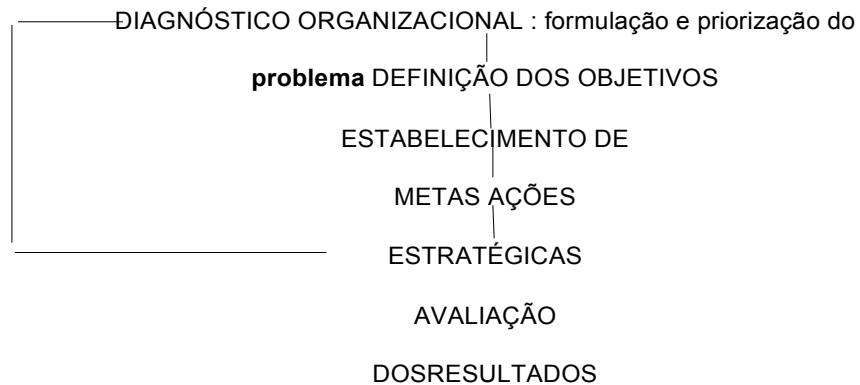 DIAGNÓSTICO ORGANIZACIONAL : formulação e priorização do
problema DEFINIÇÃO DOS OBJETIVOS
ESTABELECIMENTO DE
METAS AÇÕES
ESTRATÉGICAS
AVALIAÇÃO
DOSRESULTADOS